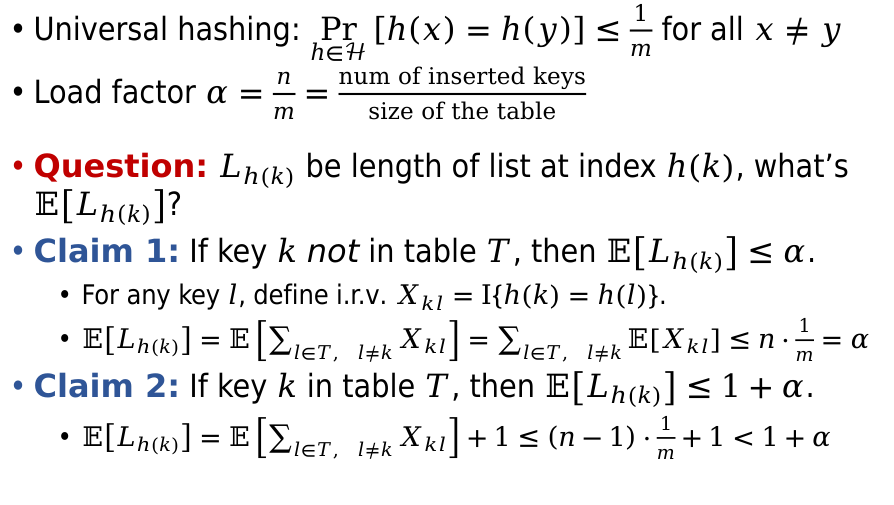 • Universal hashing: Pr_{h∈ℋ} [h(x) = h(y)] ≤ 1/m for all x ≠ y
• Load factor α = n/m = num of inserted keys / size of the table
• Question: L_{h(k)} be length of list at index h(k), what's
𝔼[L_{h(k)}]?
• Claim 1: If key k not in table T, then 𝔼[L_{h(k)}] ≤ α.
• For any key l, define i.r.v. X_{kl} = I{h(k) = h(l)}.
• 𝔼[L_{h(k)}] = 𝔼[∑_{l∈T, l≠k} X_{kl}] = ∑_{l∈T, l≠k} 𝔼[X_{kl}] ≤ n · 1/m = α
• Claim 2: If key k in table T, then 𝔼[L_{h(k)}] ≤ 1 + α.
• 𝔼[L_{h(k)}] = 𝔼[∑_{l∈T, l≠k} X_{kl}] + 1 ≤ (n − 1) · 1/m + 1 < 1 + α